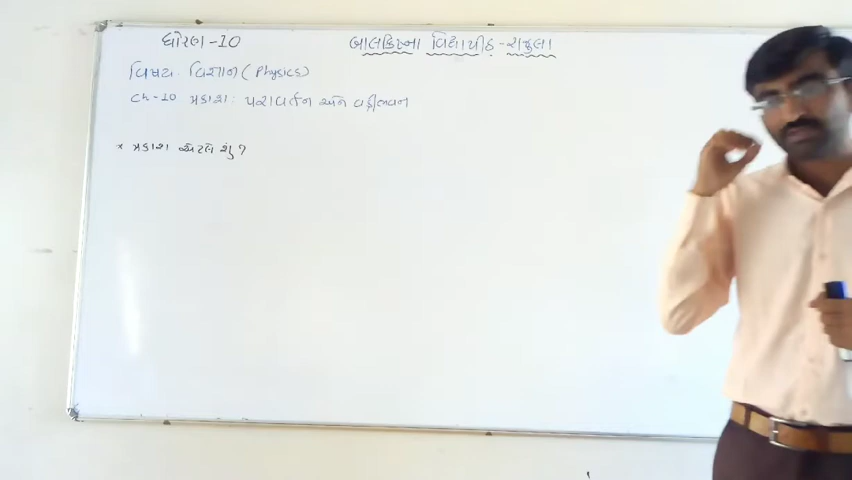 ધોરણ-10
બાલક્રિષ્ના વિદ્યાપીઠ-રાજુલા
વિષય. વિજ્ઞાન (Physics)
Ch-10 પ્રકાશ: પરાવર્તન અને વક્રીભવન
* પ્રકાશ એટલે શું?